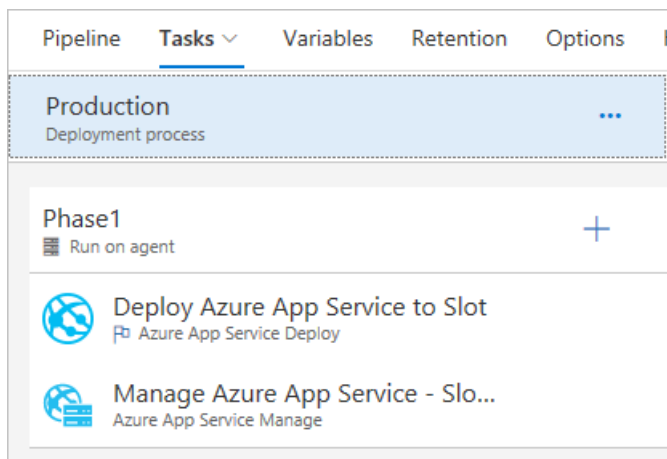 Pipeline Tasks Variables Retention Options
Production
Deployment process
Phase1
Run on agent
Deploy Azure App Service to Slot
Azure App Service Deploy
Manage Azure App Service - Slo...
Azure App Service Manage